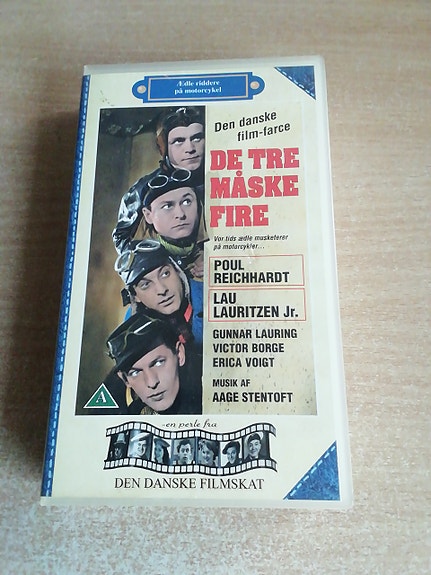 Ædle riddere
på motorcykel
Den danske
film-farce
DE TRE
MÅSKE
FIRE
Vor tids ædle musketerer
på motorcykler...
POUL
REICHHARDT
LAU
LAURITZEN Jr.
GUNNAR LAURING
VICTOR BORGE
ERICA VOIGT
MUSIK AF
AAGE STENTOFT
A
-en perle fra
DEN DANSKE FILMSKAT